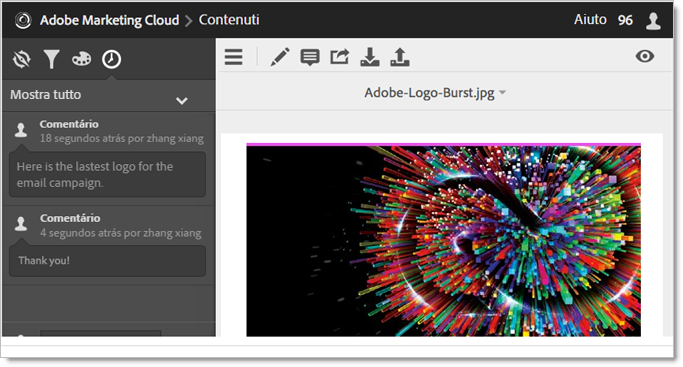 Adobe Marketing Cloud > Contenuti
Aiuto 96
Mostra tutto
Adobe-Logo-Burst.jpg
Comentário
18 segundos atrás por zhang xiang
Here is the lastest logo for the
email campaign.
Comentário
4 segundos atrás por zhang xiang
Thank you!